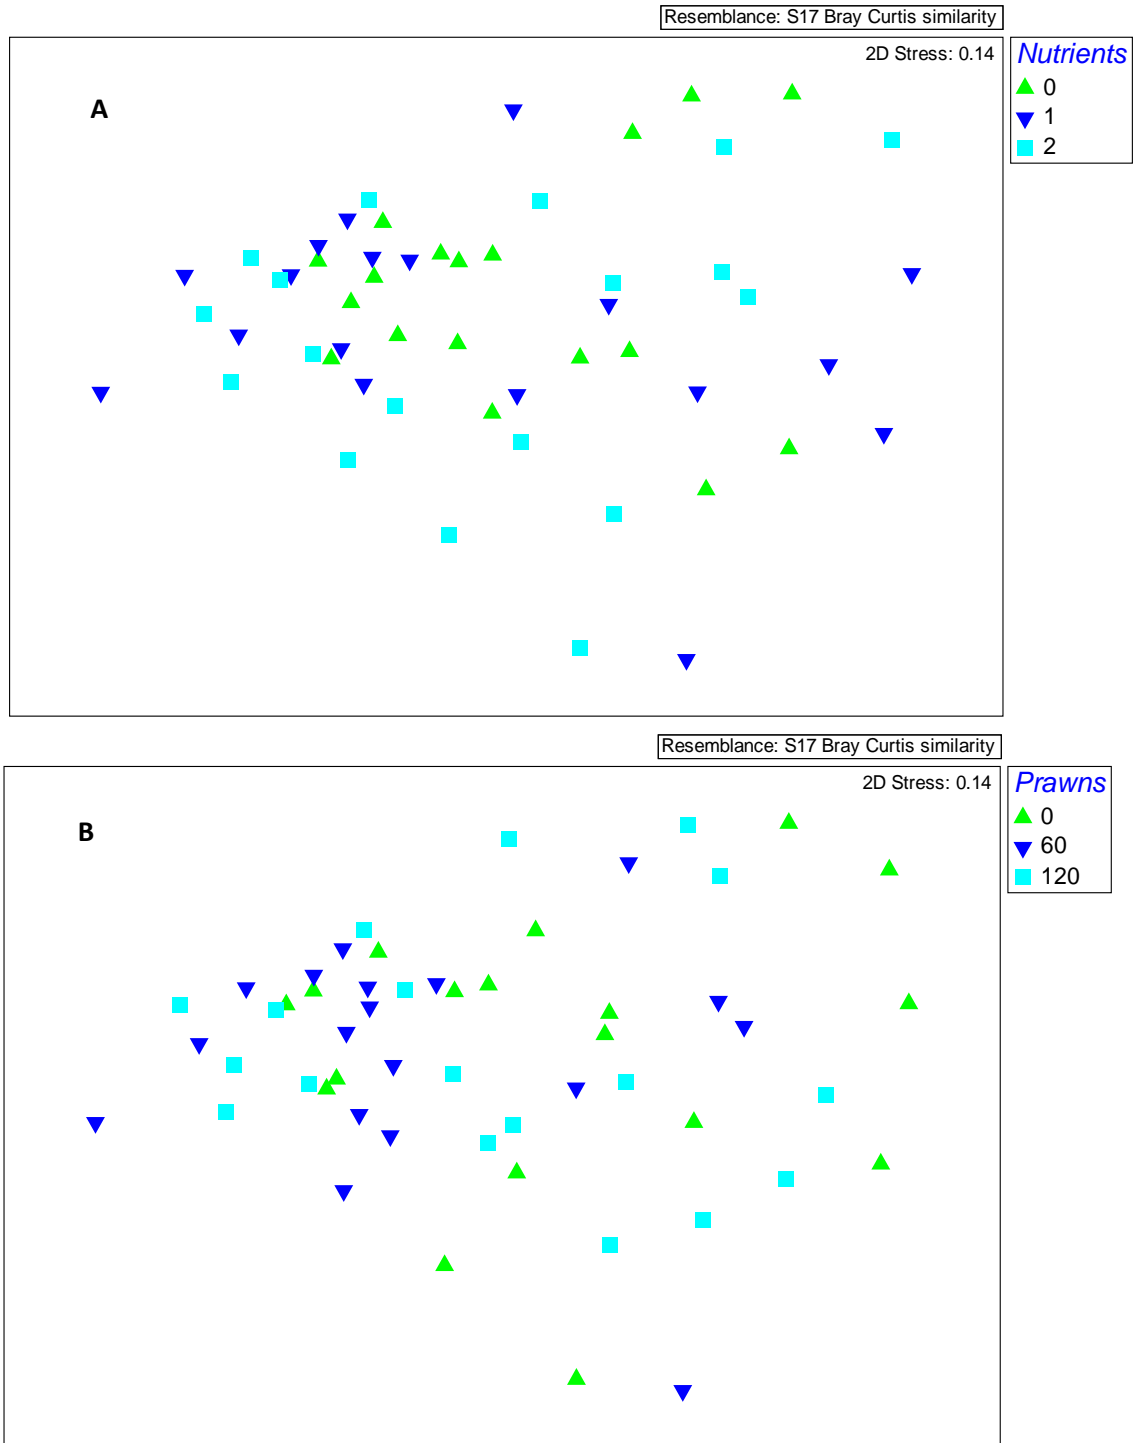 Resemblance: S17 Bray Curtis similarity
2D Stress: 0.14
A
Nutrients
0
1
2
Resemblance: S17 Bray Curtis similarity
2D Stress: 0.14
B
Prawns
0
60
120